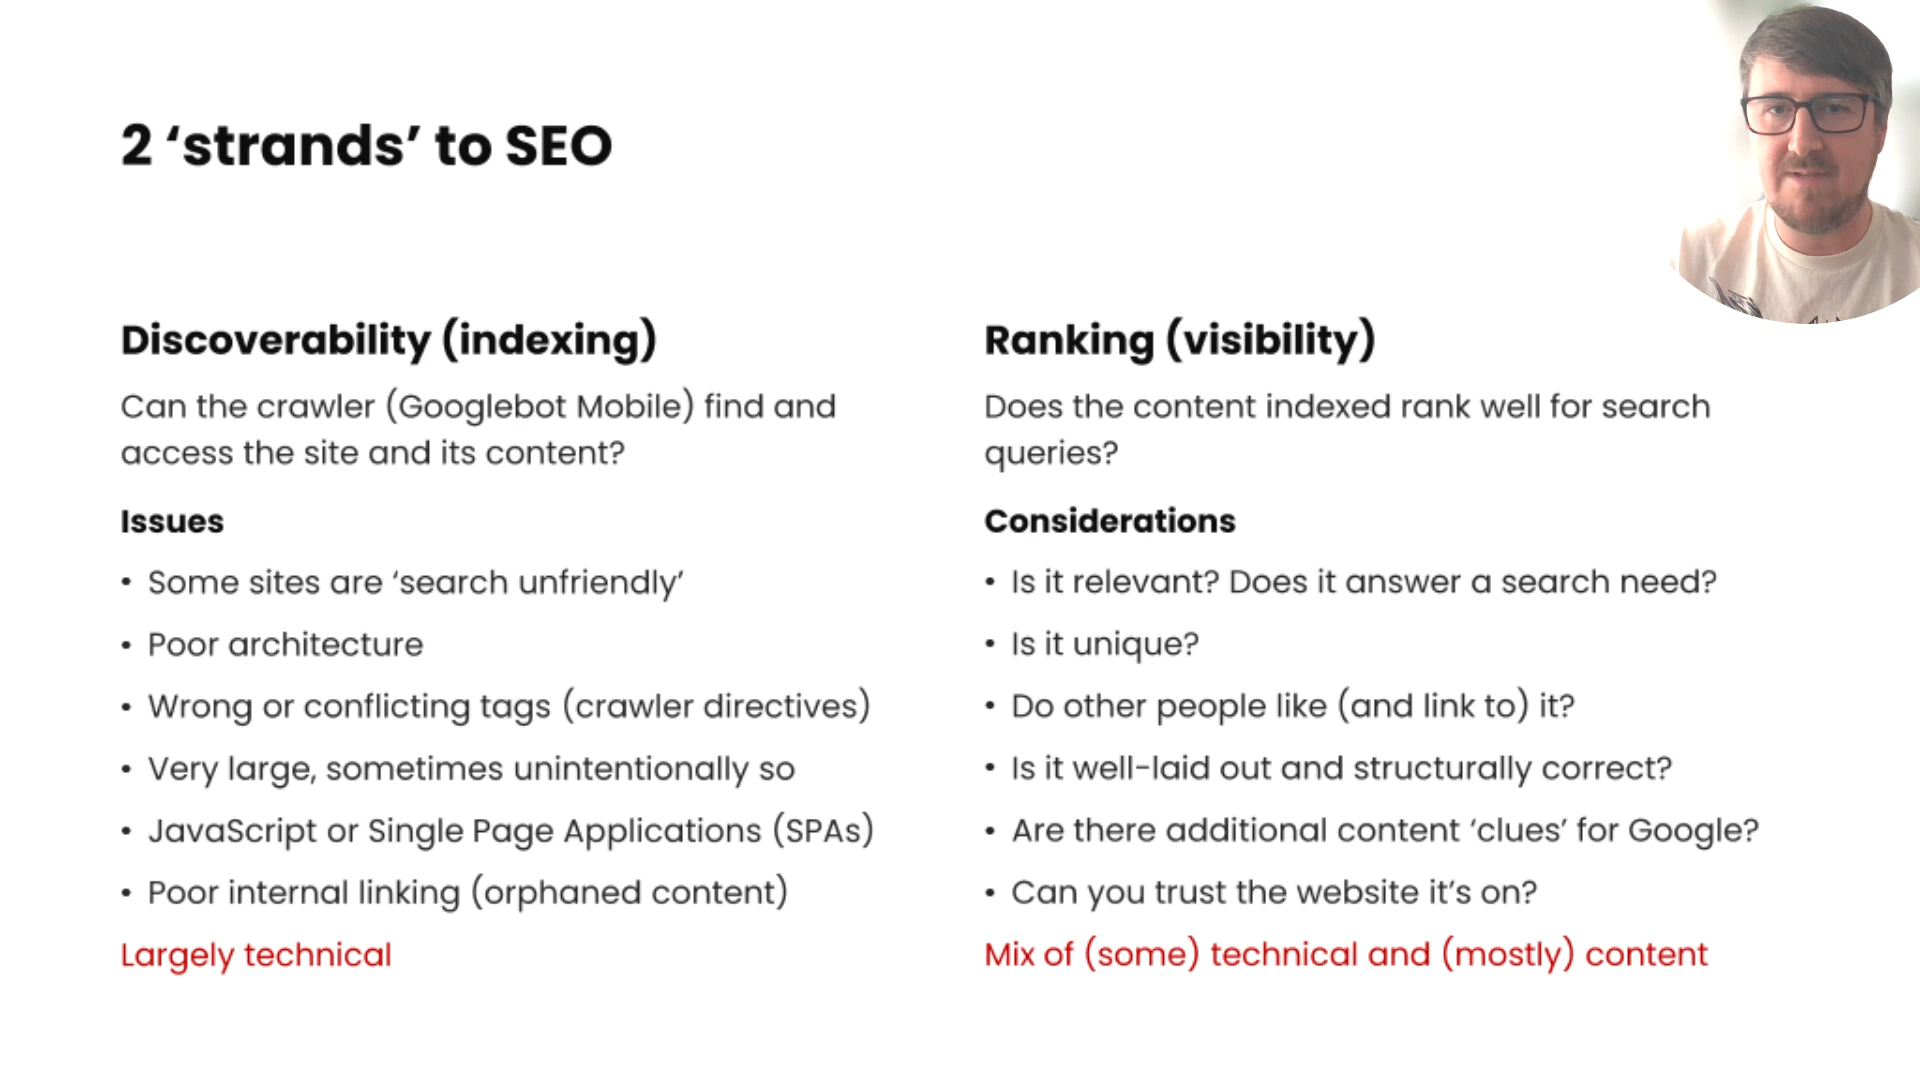 2 ‘strands’ to SEO
Discoverability (indexing)
Can the crawler (Googlebot Mobile) find and
access the site and its content?
Issues
• Some sites are ‘search unfriendly’
• Poor architecture
• Wrong or conflicting tags (crawler directives)
• Very large, sometimes unintentionally so
• JavaScript or Single Page Applications (SPAs)
• Poor internal linking (orphaned content)
Largely technical
Ranking (visibility)
Does the content indexed rank well for search
queries?
Considerations
• Is it relevant? Does it answer a search need?
• Is it unique?
• Do other people like (and link to) it?
• Is it well-laid out and structurally correct?
• Are there additional content ‘clues’ for Google?
• Can you trust the website it’s on?
Mix of (some) technical and (mostly) content